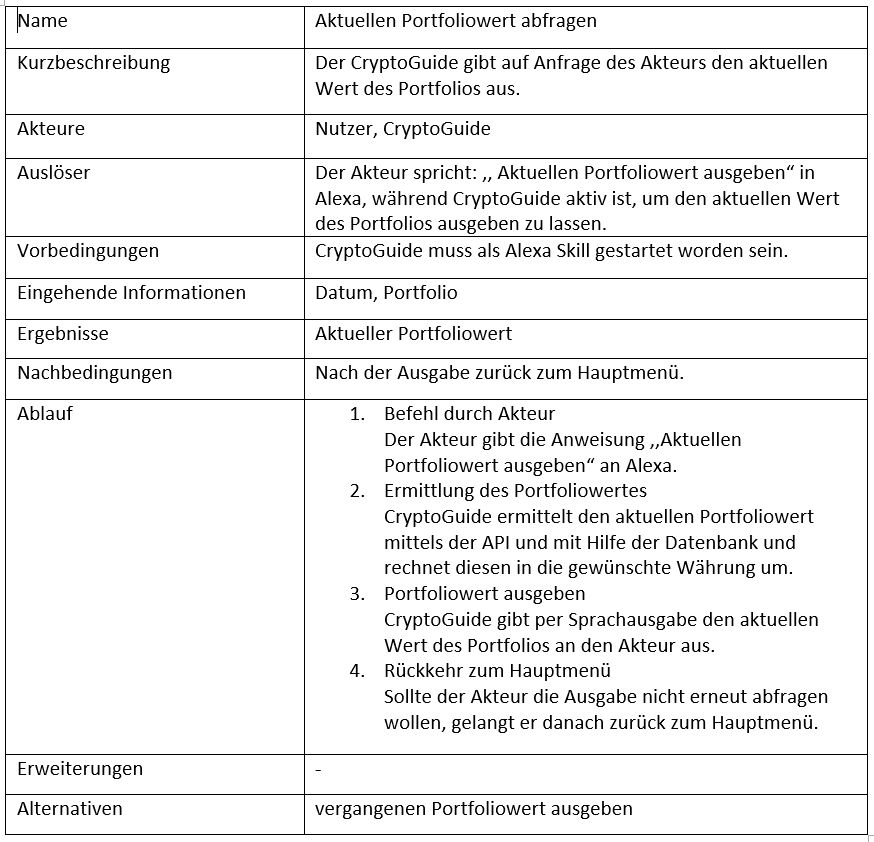 Name
Aktuellen Portfoliowert abfragen
Kurzbeschreibung
Der CryptoGuide gibt auf Anfrage des Akteurs den aktuellen
Wert des Portfolios aus.
Akteure
Nutzer, CryptoGuide
Auslöser
Der Akteur spricht: ,, Aktuellen Portfoliowert ausgeben“ in
Alexa, während CryptoGuide aktiv ist, um den aktuellen Wert
des Portfolios ausgeben zu lassen.
Vorbedingungen
CryptoGuide muss als Alexa Skill gestartet worden sein.
Eingehende Informationen
Datum, Portfolio
Ergebnisse
Aktueller Portfoliowert
Nachbedingungen
Nach der Ausgabe zurück zum Hauptmenü.
Ablauf
1. Befehl durch Akteur
Der Akteur gibt die Anweisung ,,Aktuellen
Portfoliowert ausgeben“ an Alexa.
2. Ermittlung des Portfoliowertes
CryptoGuide ermittelt den aktuellen Portfoliowert
mittels der API und mit Hilfe der Datenbank und
rechnet diesen in die gewünschte Währung um.
3. Portfoliowert ausgeben
CryptoGuide gibt per Sprachausgabe den aktuellen
Wert des Portfolios an den Akteur aus.
4. Rückkehr zum Hauptmenü
Sollte der Akteur die Ausgabe nicht erneut abfragen
wollen, gelangt er danach zurück zum Hauptmenü.
Erweiterungen
-
Alternativen
vergangenen Portfoliowert ausgeben